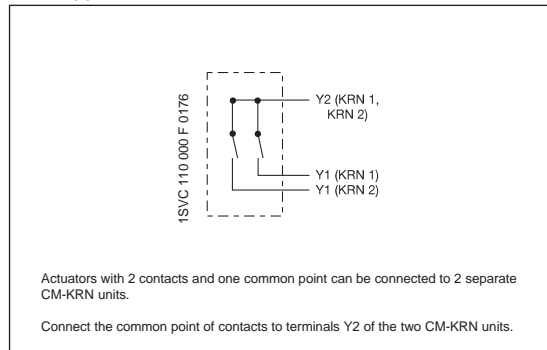 1SVC 110 000 F 0176
Y2 (KRN 1,
KRN 2)
Y1 (KRN 1)
Y1 (KRN 2)
Actuators with 2 contacts and one common point can be connected to 2 separate
CM-KRN units.
Connect the common point of contacts to terminals Y2 of the two CM-KRN units.